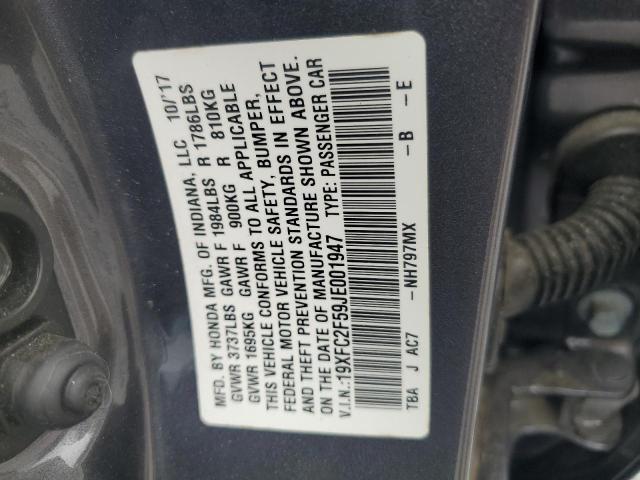 MFD. BY HONDA MFG. OF INDIANA, LLC 10/'17
GVWR 3737LBS GAWR F 1984LBS R 1786LBS
GVWR 1695KG GAWR F 900KG R 810KG
THIS VEHICLE CONFORMS TO ALL APPLICABLE
FEDERAL MOTOR VEHICLE SAFETY, BUMPER,
AND THEFT PREVENTION STANDARDS IN EFFECT
ON THE DATE OF MANUFACTURE SHOWN ABOVE.
V.I.N.:19XFC2F59JE001947 TYPE: PASSENGER CAR
TBA J AC7 -NH797MX -B -E